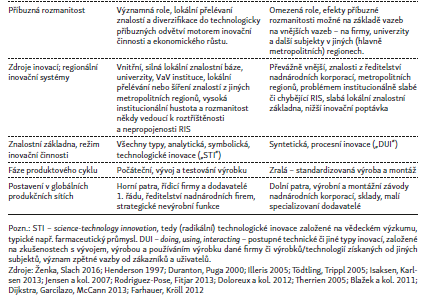 Příbuzná rozmanitost
Významná role, lokální přelévání znalostí a diverzifikace do technologicky příbuzných odvětví motorem inovační činnosti a ekonomického růstu.
Omezená role, efekty příbuzné rozmanitosti možné na základě vazeb na vnějších vazeb – na firmy, univerzity a další subjekty v jiných (hlavně metropolitních) regionech.
Zdroje inovací; regionální inovační systémy
Vnitřní, silná lokální znalostní báze, univerzity, VaV instituce, lokální přelévání nebo šíření znalostí z jiných metropolitních regionů, vysoká institucionální hustota a rozmanitost někdy vedoucí k roztříštěnosti a nepropojenosti RIS
Převážně vnější, znalosti z ředitelství nadnárodních korporací, metropolitních regionů, problémem institucionálně slabé či chybějící RIS, slabá lokální znalostní základna, nižší inovační poptávka
Znalostní základna, režim inovační činnosti
Všechny typy, analytická, symbolická, technologické inovace („STI“)
Syntetická, procesní inovace („DUI“)
Fáze produktového cyklu
Počáteční, vývoj a testování výrobku
Zralá – standardizovaná výroba a montáž
Postavení v globálních produkčních sítích
Horní patra, řídicí firmy a dodavatelé 1. řádu, ředitelství nadnárodních firem, strategické nevýrobní funkce
Dolní patra, výrobní a montážní závody nadnárodních korporací, sklady, malí specializovaní dodavatelé
Pozn.: STI – science-technology innovation, tedy (radikální) technologické inovace založené na vědeckém výzkumu,
typické např. farmaceutický průmysl. DUI – doing, using, interacting – postupné technické či jiné typy inovací, založené
na zkušenostech s vývojem, výrobou a používáním výrobku dané firmy či výrobků/technologií získaných od jiných
subjektů, význam zpětné vazby od zákazníků a uživatelů.
Zdroje: Ženka, Slach 2016; Henderson 1997; Duranton, Puga 2000; Illeris 2005; Tödtling, Trippl 2005; Isaksen, Karl-
sen 2013; Jensen a kol. 2007; Rodríguez-Pose, Fitjar 2013; Doloreux a kol. 2012; Therrien 2005; Blažek a kol. 2011;
Dijkstra, Garcilazo, McCann 2013; Farhauer, Kröll 2012